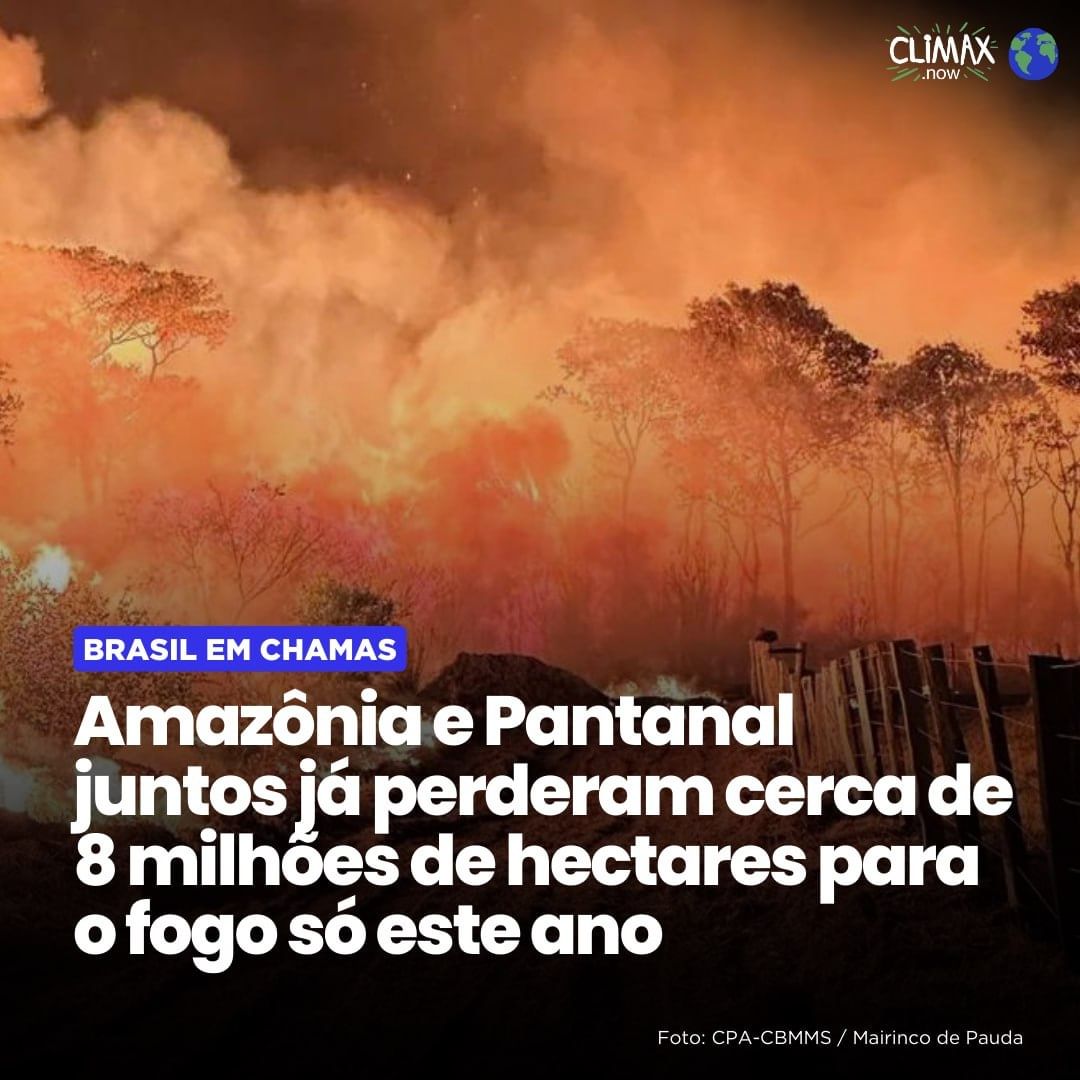 CLIMAX
.now
BRASIL EM CHAMAS
Amazônia e Pantanal
juntos já perderam cerca de
8 milhões de hectares para
o fogo só este ano
Foto: CPA-CBMMS / Mairinco de Pauda